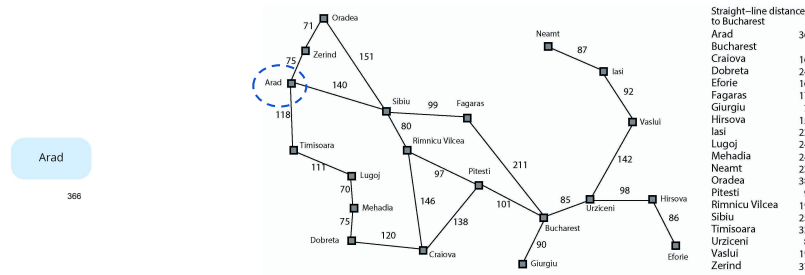 Arad
366
Oradea
71
Neamt
Zerind
87
75
151
Iasi
Arad
140
92
118
Sibiu
99
Fagaras
80
Vaslui
Timisoara
Rimnicu Vilcea
111
Lugoj
97
Pitesti
211
142
70
98
Hirsova
146
101
85
Mehadia
138
Urziceni
86
75
120
Bucharest
Dobreta
90
Craiova
Eforie
Giurgiu
Straight-line distance
to Bucharest
Arad
Bucharest
Craiova
Dobreta
Eforie
Fagaras
Giurgiu
Hirsova
Iasi
Lugoj
Mehadia
Neamt
Oradea
Pitesti
Rimnicu Vilcea
Sibiu
Timisoara
Urziceni
Vaslui
Zerind